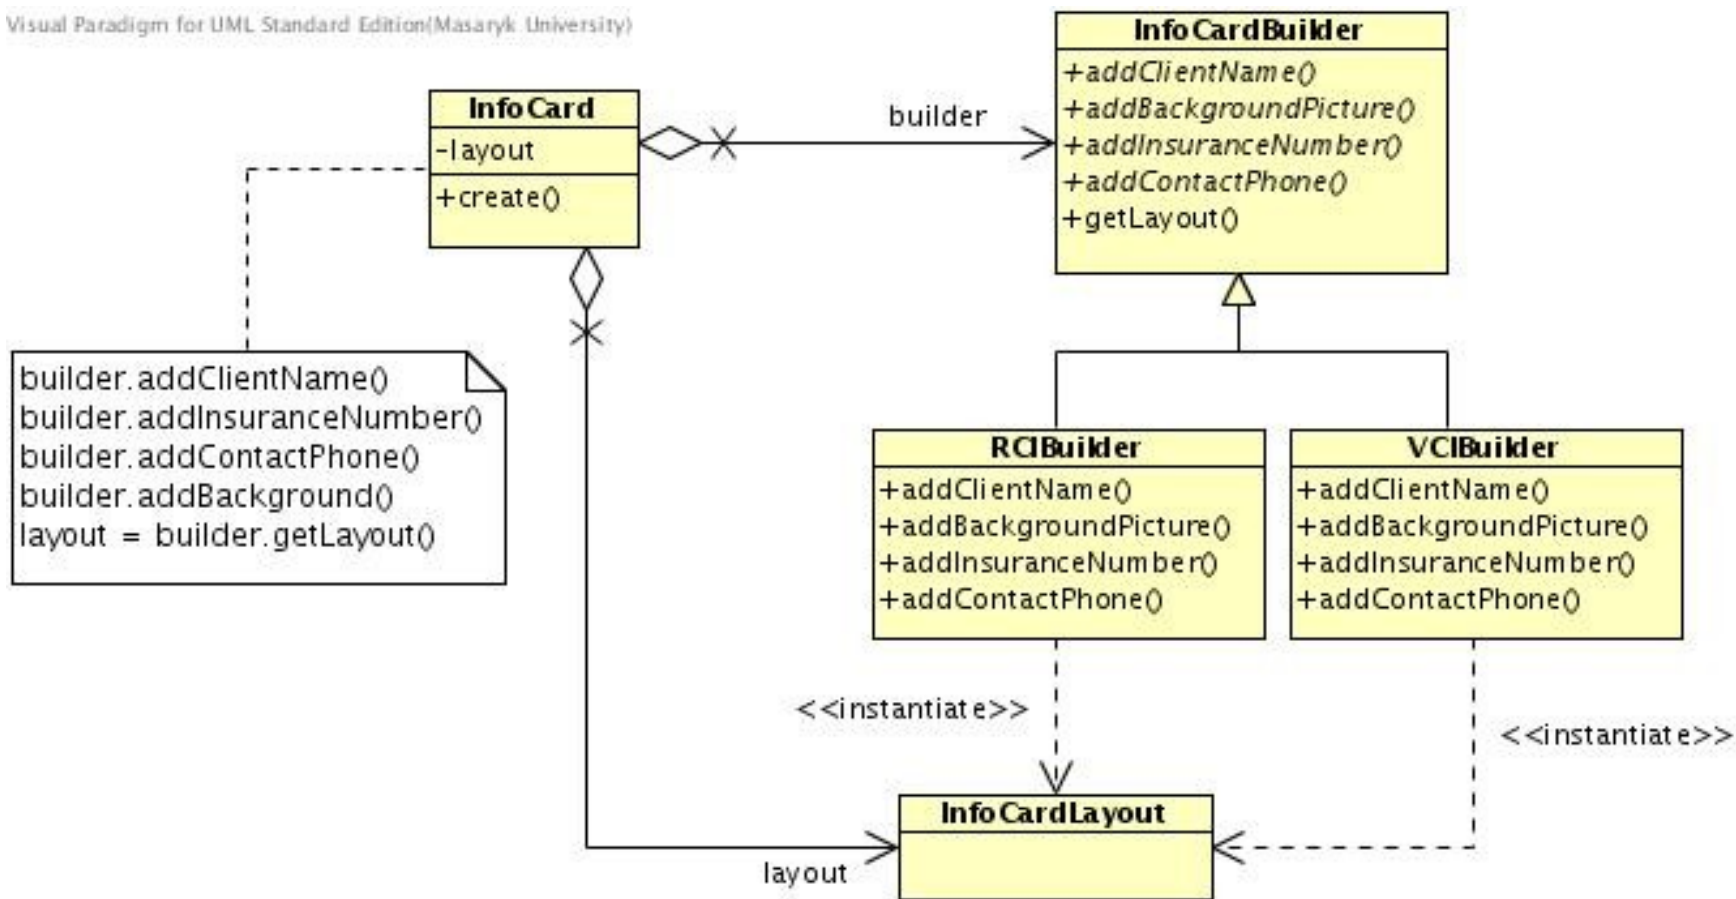 Visual Paradigm for UML Standard Edition(Masaryk University)
InfoCard
-layout
+create()
builder
InfoCardBuilder
+addClientName()
+addBackgroundPicture()
+addInsuranceNumber()
+addContactPhone()
+getLayout()
builder.addClientName()
builder.addInsuranceNumber()
builder.addContactPhone()
builder.addBackground()
layout = builder.getLayout()
RCIBuilder
+addClientName()
+addBackgroundPicture()
+addInsuranceNumber()
+addContactPhone()
VCIBuilder
+addClientName()
+addBackgroundPicture()
+addInsuranceNumber()
+addContactPhone()
<<instantiate>>
<<instantiate>>
InfoCardLayout
layout